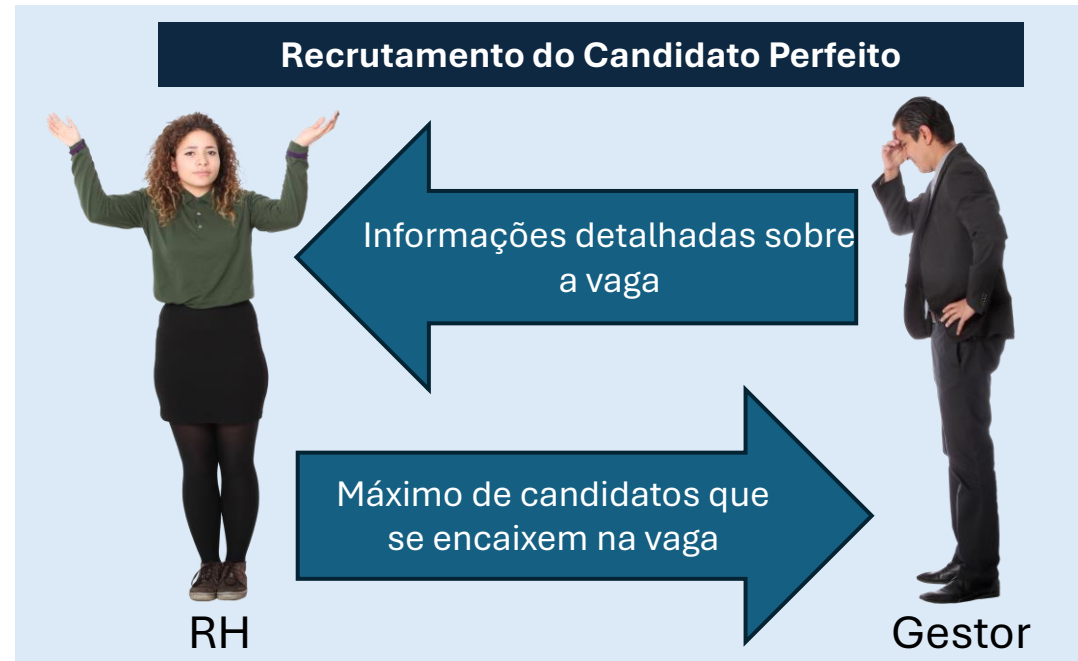 Recrutamento do Candidato Perfeito
Informações detalhadas sobre
a vaga
Máximo de candidatos que
se encaixem na vaga
RH
Gestor